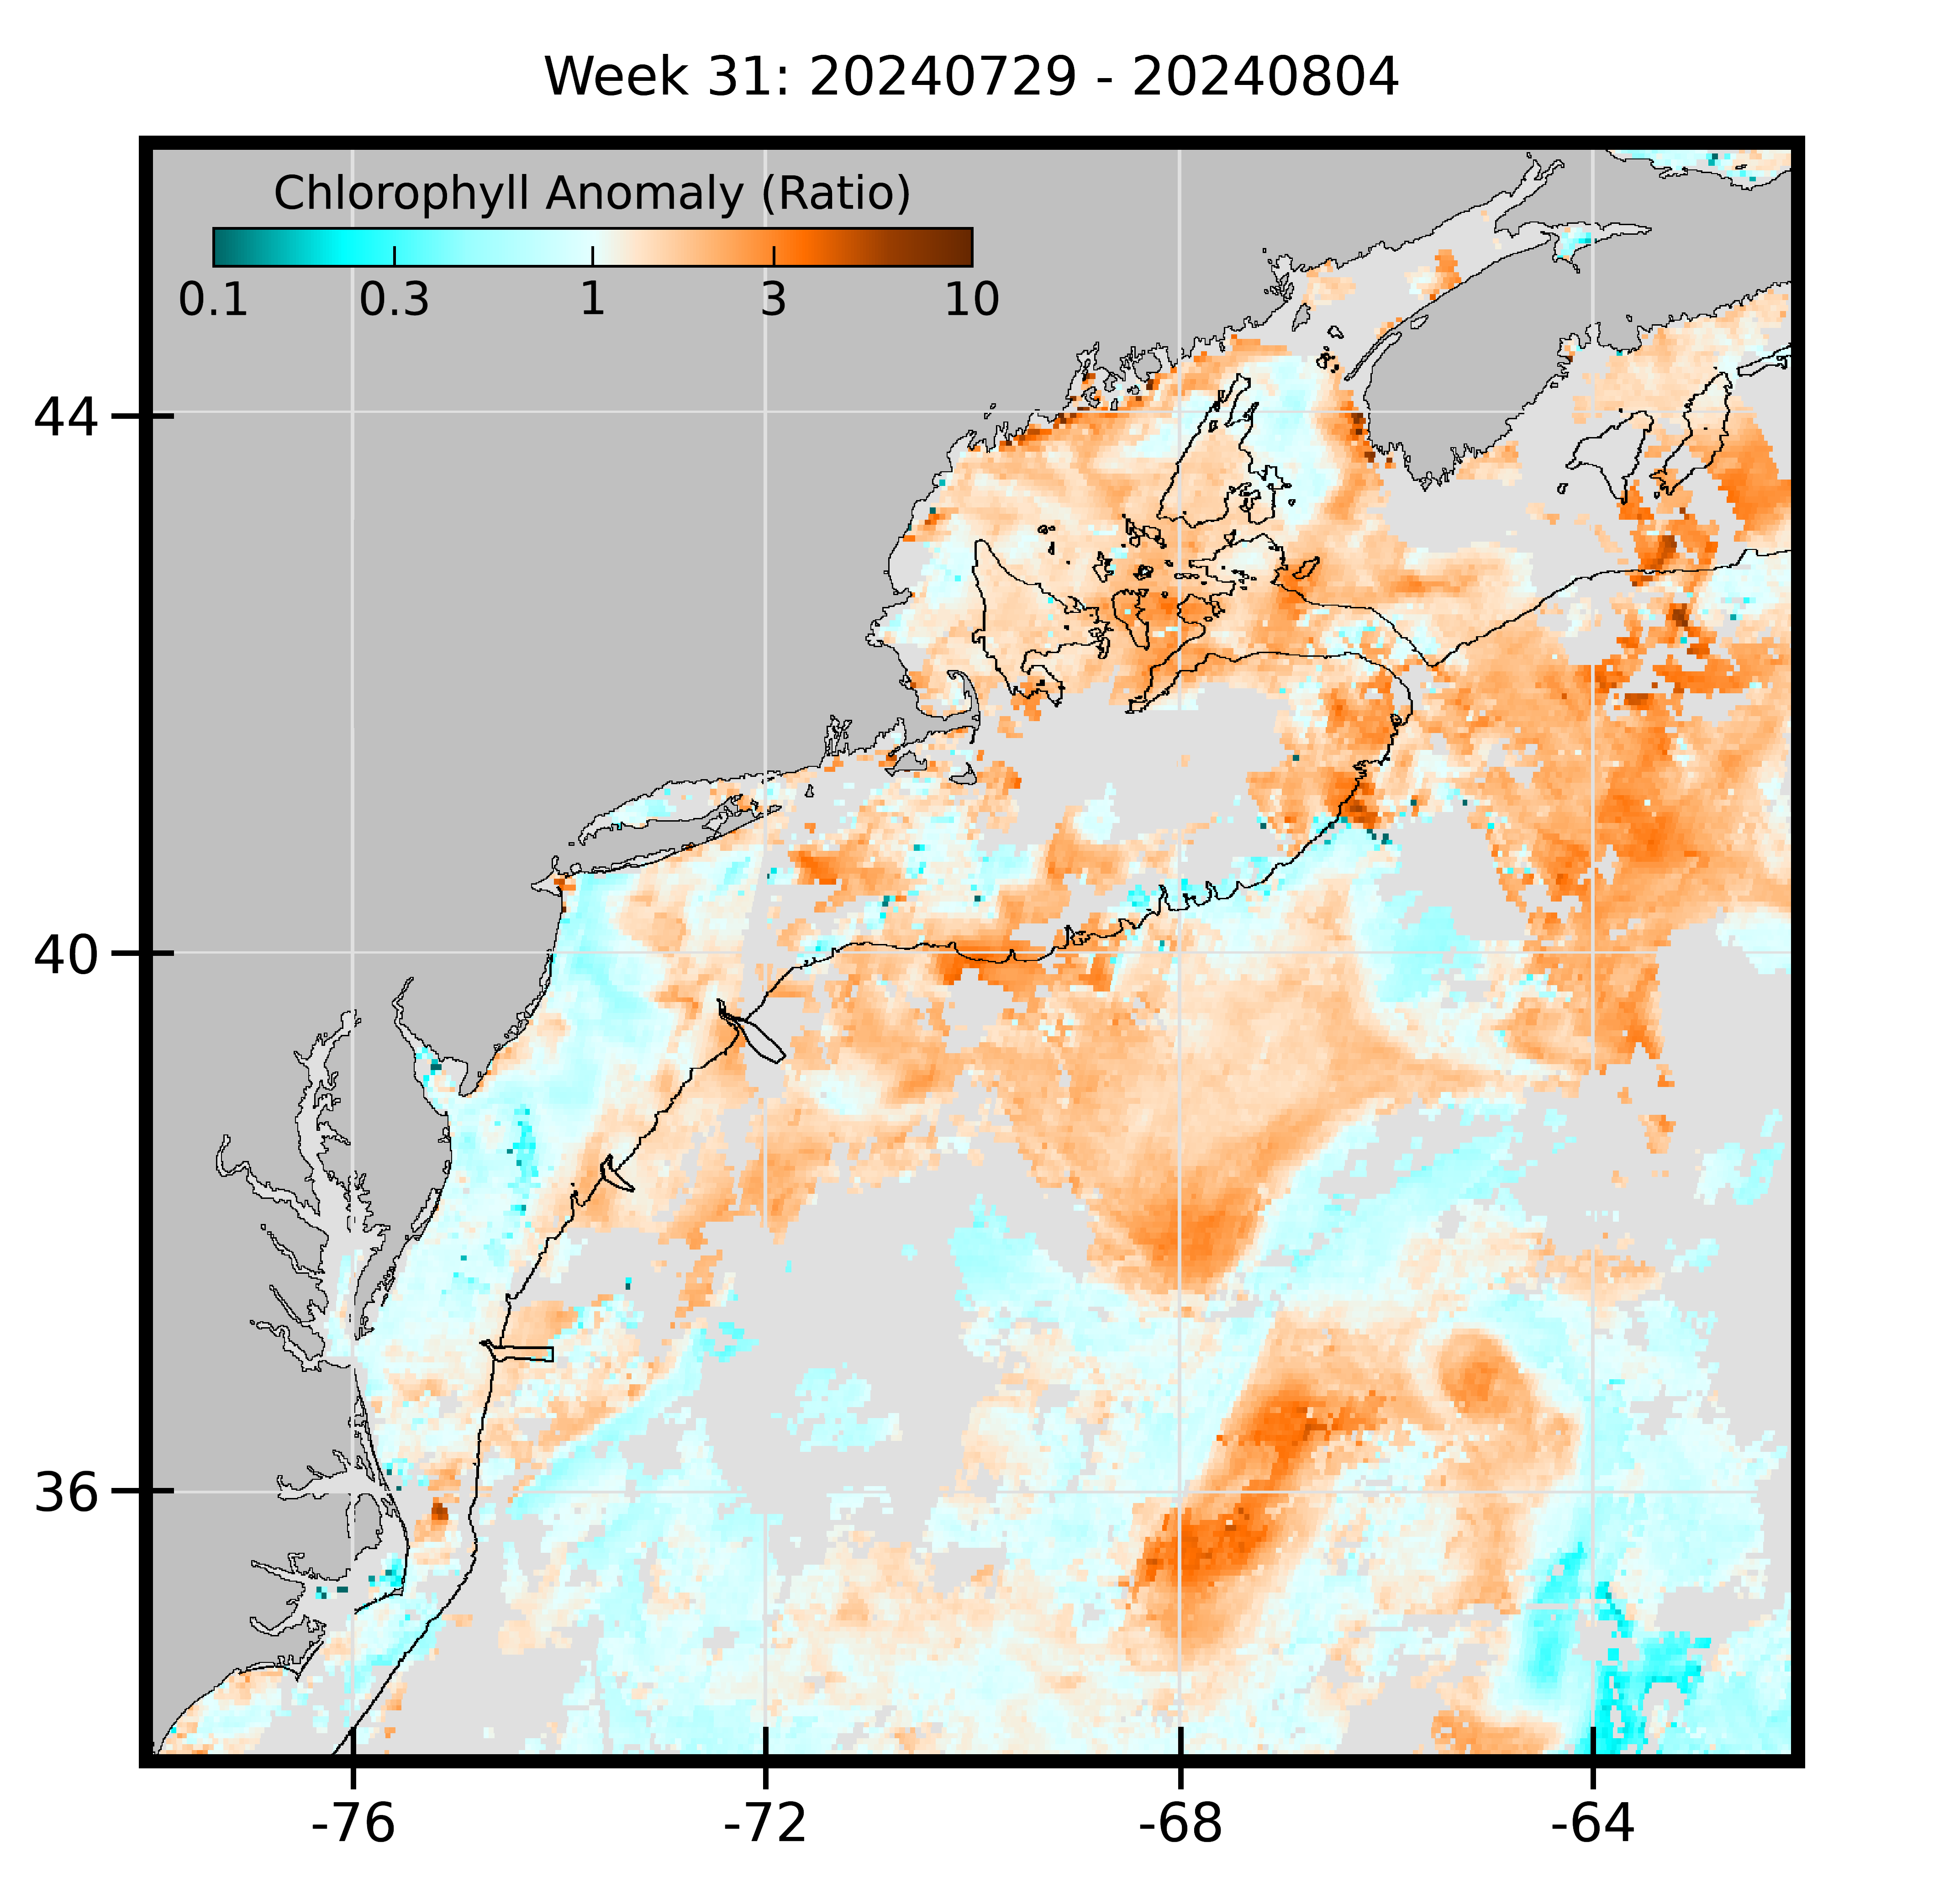 Week 31: 20240729 - 20240804
Chlorophyll Anomaly (Ratio)
0.1 0.3 1 3 10
44
40
36
-76 -72 -68 -64